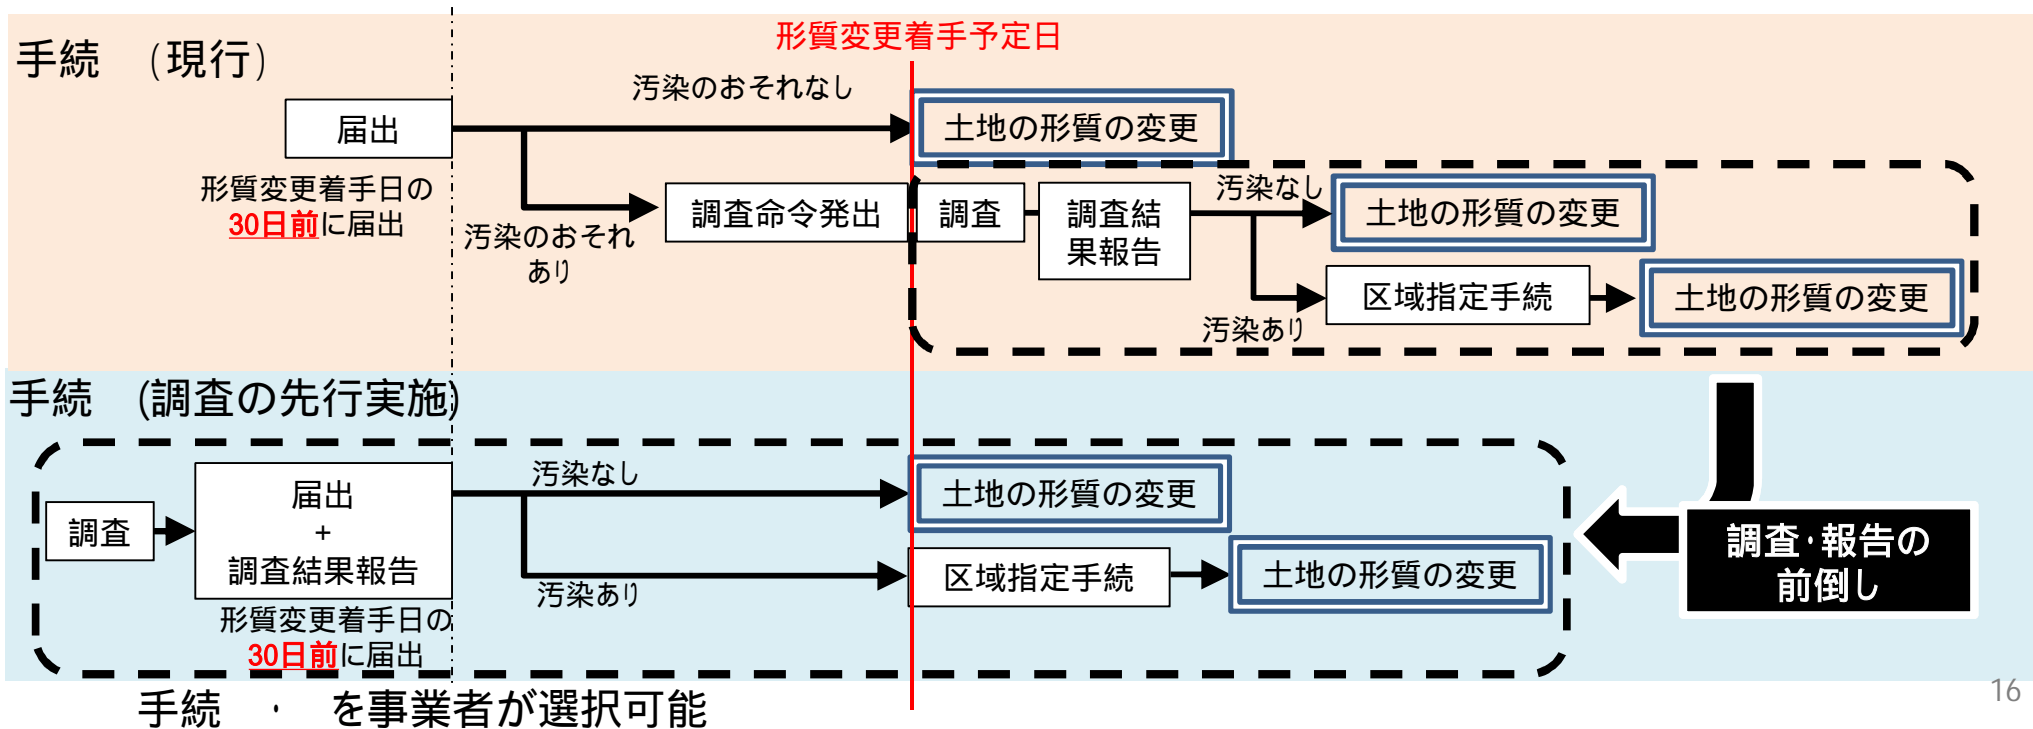 形質変更着手予定日
手続　(現行)
汚染のおそれなし
届出
土地の形質の変更
形質変更着手日の
30日前に届出
汚染のおそれ
あり
調査命令発出
調査
調査結
果報告
汚染なし
土地の形質の変更
汚染あり
区域指定手続
土地の形質の変更
手続　(調査の先行実施)
調査
届出
+
調査結果報告
形質変更着手日の
30日前に届出
汚染なし
土地の形質の変更
汚染あり
区域指定手続
土地の形質の変更
調査・報告の
前倒し
手続　・　を事業者が選択可能
16